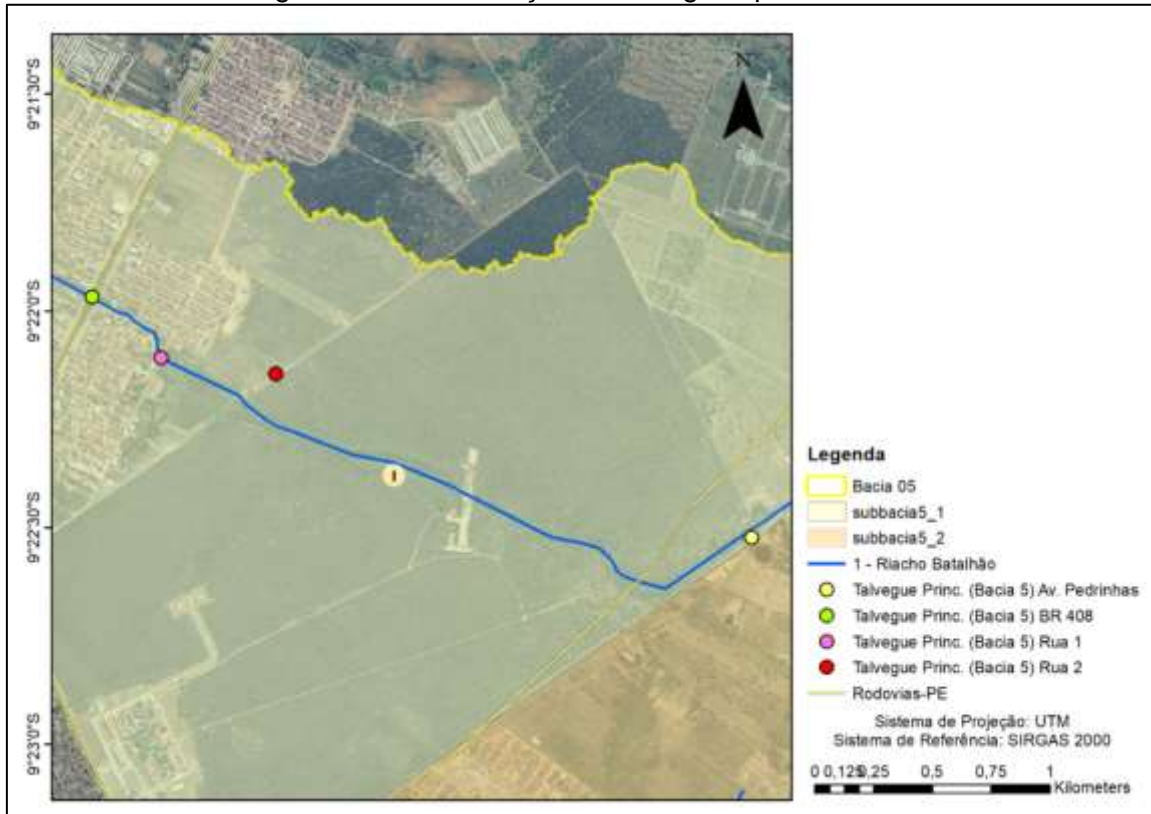 N
9°21'30"S
9°22'0"S
9°22'30"S
9°23'0"S
I
Legenda
Bacia 05
subbacia5_1
subbacia5_2
1 - Riacho Batalhão
Talvegue Princ. (Bacia 5) Av. Pedrinhas
Talvegue Princ. (Bacia 5) BR 408
Talvegue Princ. (Bacia 5) Rua 1
Talvegue Princ. (Bacia 5) Rua 2
Rodovias-PE
Sistema de Projeção: UTM
Sistema de Referência: SIRGAS 2000
0 0,125 0,25 0,5 0,75 1
Kilometers